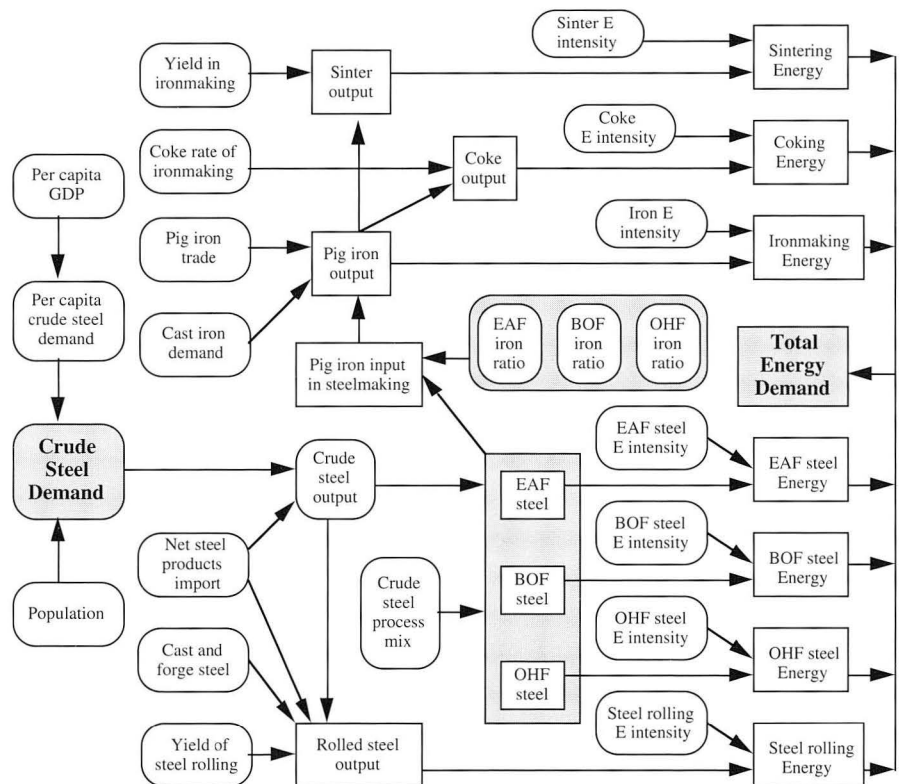 Sinter E
intensity
Sintering
Energy
Yield in
ironmaking
Sinter
output
Coke
E intensity
Coking
Energy
Coke rate of
ironmaking
Coke
output
Per capita
GDP
Iron E
intensity
Ironmaking
Energy
Pig iron
trade
Pig iron
output
Per capita
crude steel
demand
Cast iron
demand
EAF
iron
ratio
BOF
iron
ratio
OHF
iron
ratio
Total
Energy
Demand
Pig iron input
in steelmaking
Crude
Steel
Demand
Crude
steel
output
EAF steel
E intensity
EAF steel
Energy
EAF
steel
Net steel
products
import
BOF steel
E intensity
BOF steel
Energy
BOF
steel
Population
Crude
steel
process
mix
OHF steel
E intensity
OHF steel
Energy
OHF
steel
Cast and
forge steel
Steel rolling
E intensity
Steel rolling
Energy
Yield of
steel rolling
Rolled steel
output